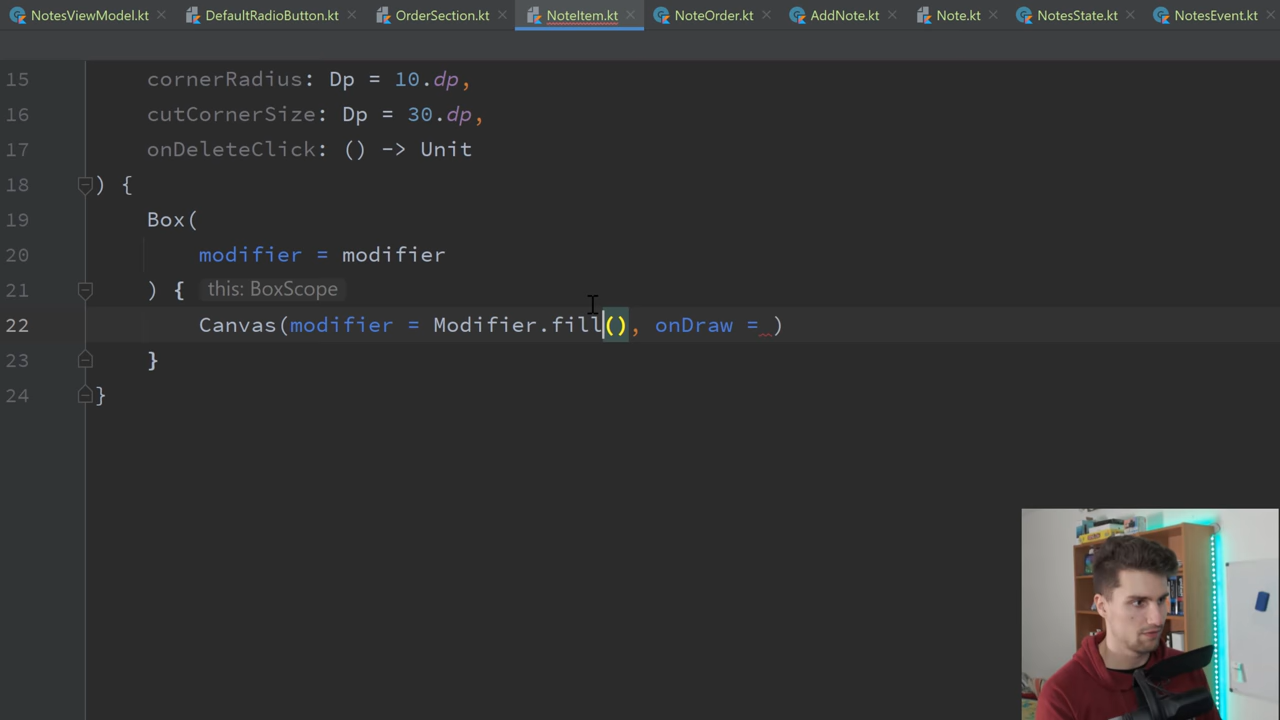 NotesViewModel.kt DefaultRadioButton.kt OrderSection.kt NoteItem.kt NoteOrder.kt AddNote.kt Note.kt NotesState.kt NotesEvent.kt
15 cornerRadius: Dp = 10.dp,
16 cutCornerSize: Dp = 30.dp,
17 onDeleteClick: () -> Unit
18 ) {
19 Box(
20 modifier = modifier
21 ) { this: BoxScope
22 Canvas(modifier = Modifier.fill(), onDraw = )
23 }
24 }